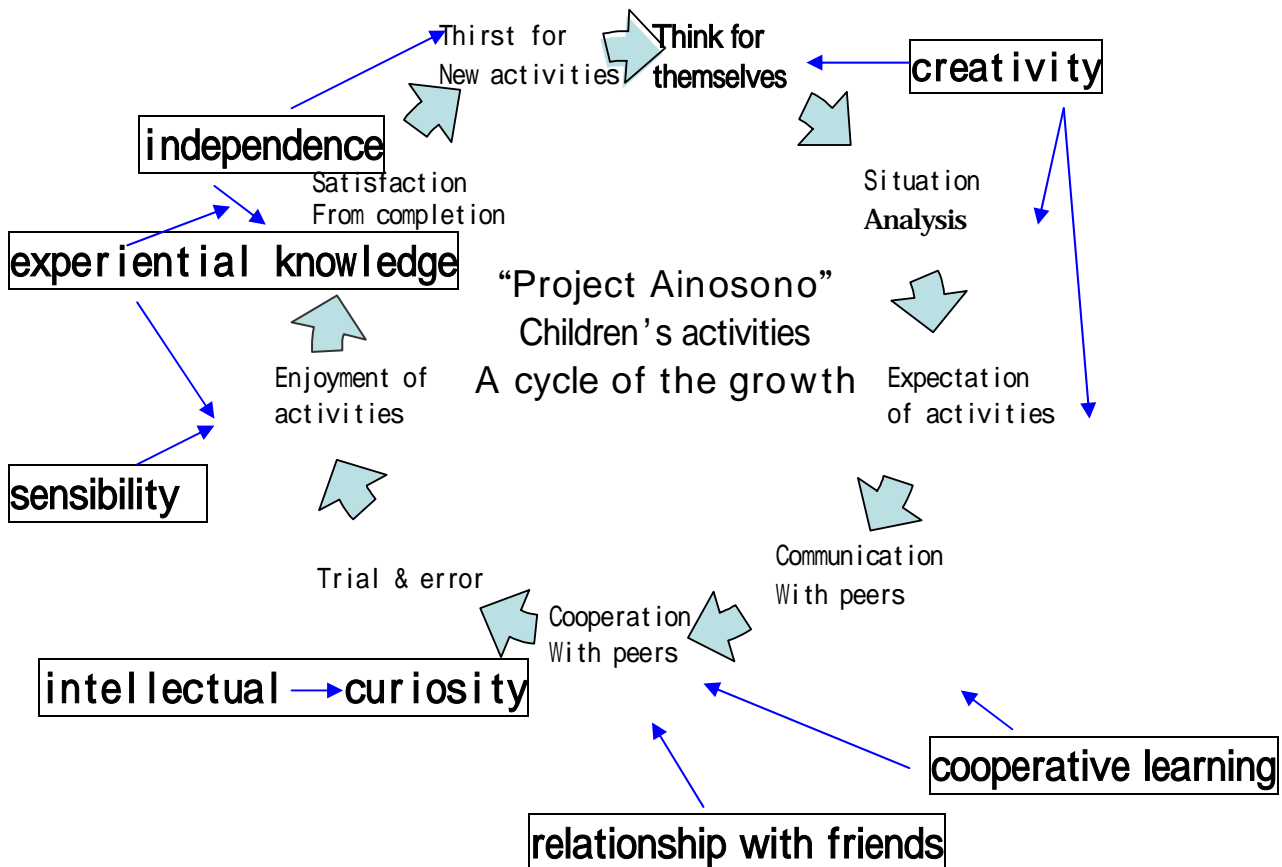 Thirst for
New activities
Think for
themselves
creativity
independence
Satisfaction
From completion
Situation
Analysis
experiential knowledge
“Project Ainosono”
Children’s activities
A cycle of the growth
Enjoyment of
activities
Expectation
of activities
sensibility
Communication
With peers
Trial & error
Cooperation
With peers
intellectual curiosity
cooperative learning
relationship with friends